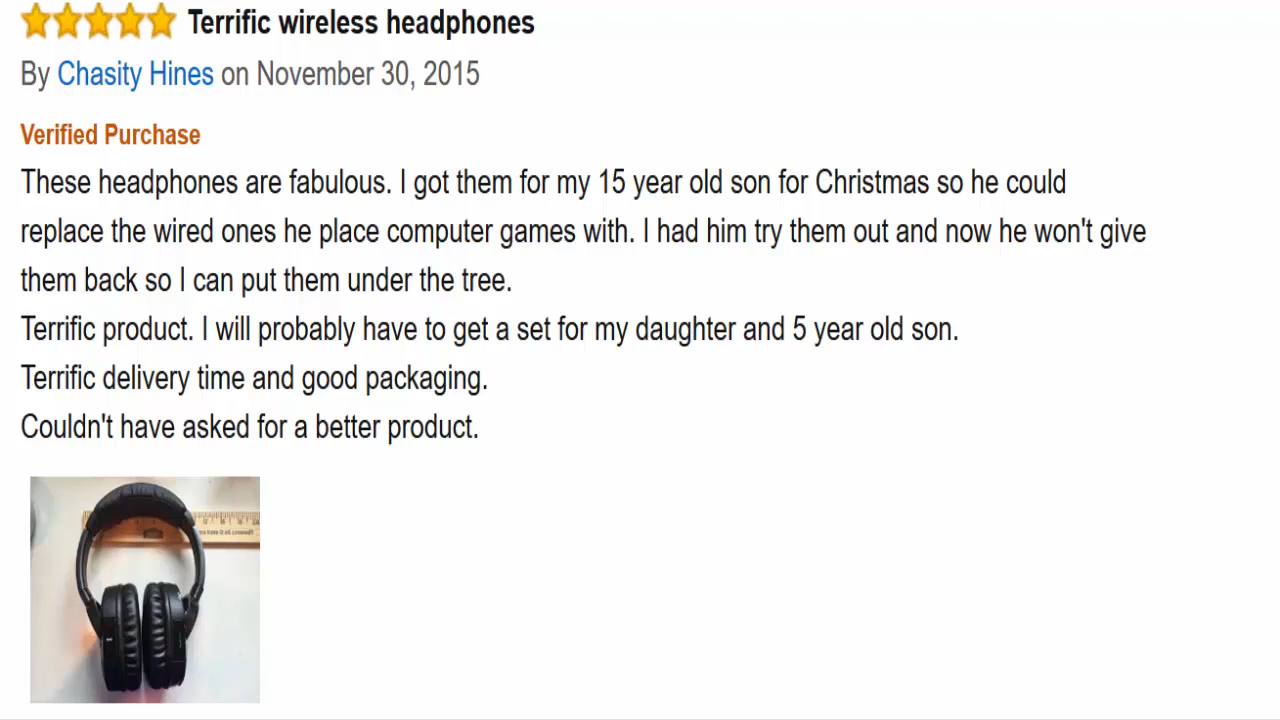 Terrific wireless headphones
By Chasity Hines on November 30, 2015
Verified Purchase
These headphones are fabulous. I got them for my 15 year old son for Christmas so he could
replace the wired ones he place computer games with. I had him try them out and now he won't give
them back so I can put them under the tree.
Terrific product. I will probably have to get a set for my daughter and 5 year old son.
Terrific delivery time and good packaging.
Couldn't have asked for a better product.